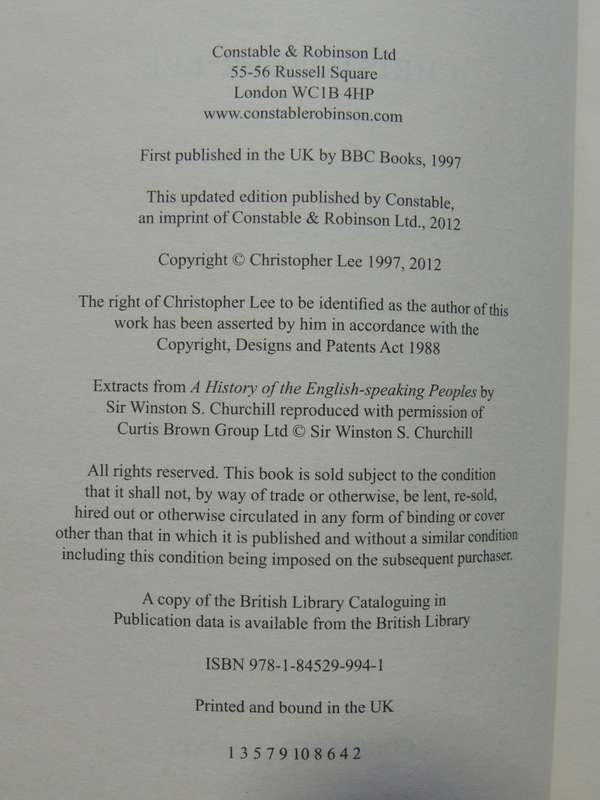 Constable & Robinson Ltd
55-56 Russell Square
London WC1B 4HP
www.constablerobinson.com
First published in the UK by BBC Books, 1997
This updated edition published by Constable,
an imprint of Constable & Robinson Ltd., 2012
Copyright © Christopher Lee 1997, 2012
The right of Christopher Lee to be identified as the author of this
work has been asserted by him in accordance with the
Copyright, Designs and Patents Act 1988
Extracts from A History of the English-speaking Peoples by
Sir Winston S. Churchill reproduced with permission of
Curtis Brown Group Ltd © Sir Winston S. Churchill
All rights reserved. This book is sold subject to the condition
that it shall not, by way of trade or otherwise, be lent, re-sold,
hired out or otherwise circulated in any form of binding or cover
other than that in which it is published and without a similar condition
including this condition being imposed on the subsequent purchaser.
A copy of the British Library Cataloguing in
Publication data is available from the British Library
ISBN 978-1-84529-994-1
Printed and bound in the UK
1 3 5 7 9 10 8 6 4 2